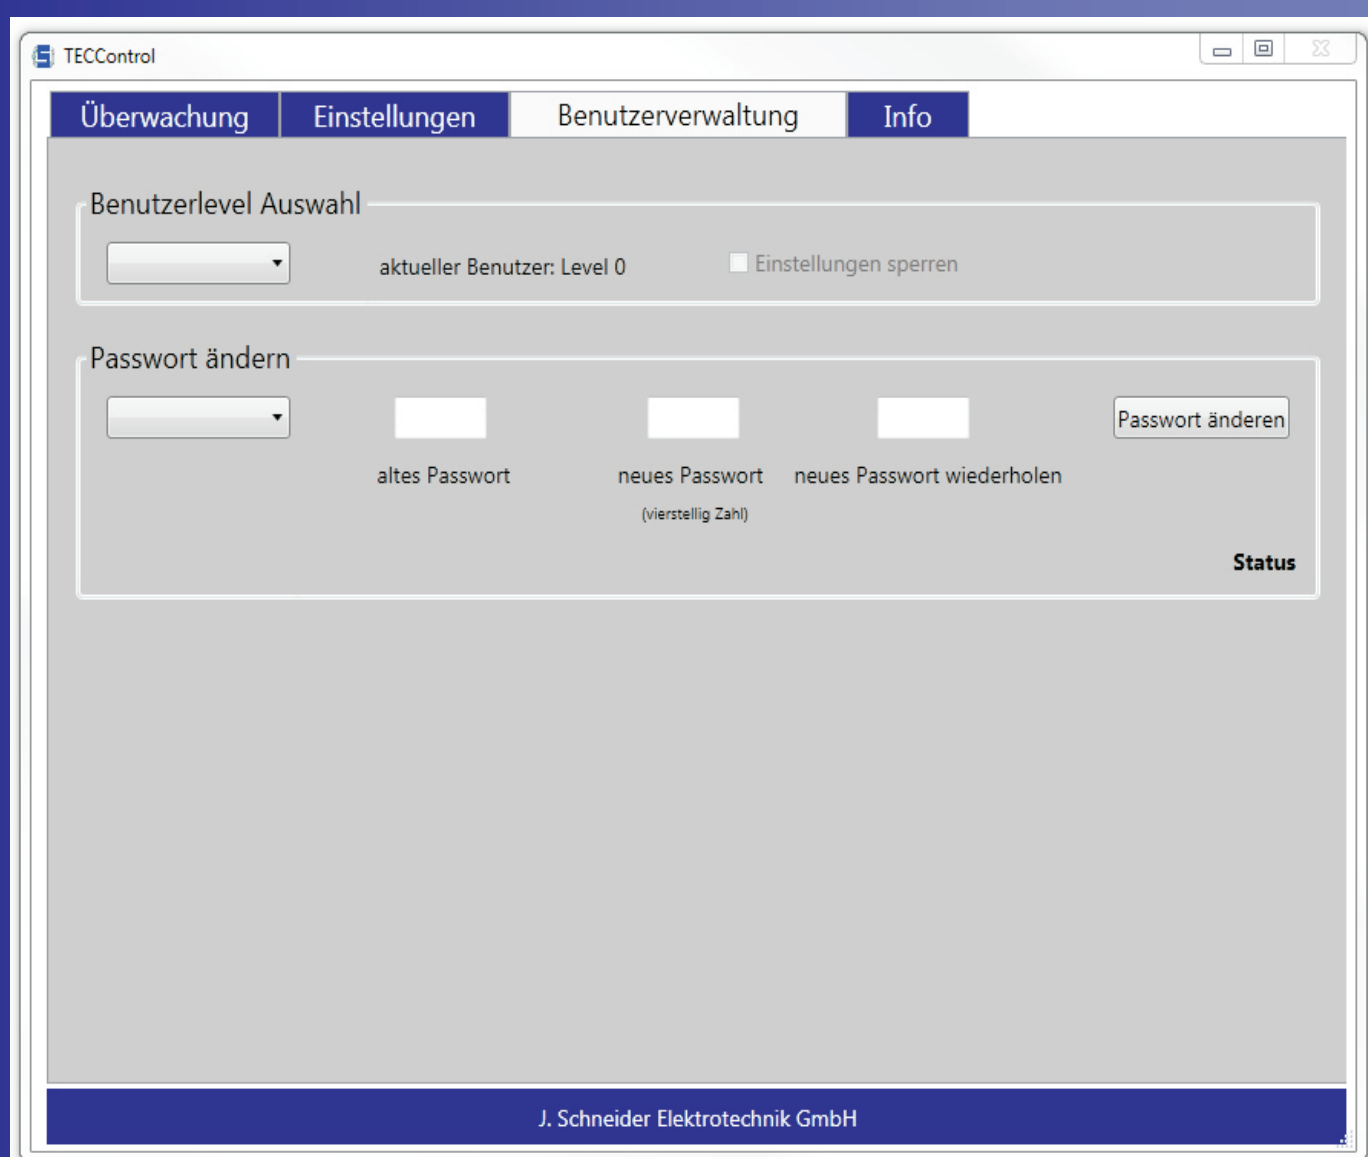 TECControl
Überwachung Einstellungen Benutzerverwaltung Info
Benutzerlevel Auswahl
aktueller Benutzer: Level 0 Einstellungen sperren
Passwort ändern
Passwort änderen
altes Passwort neues Passwort neues Passwort wiederholen
(vierstellig Zahl)
Status
J. Schneider Elektrotechnik GmbH